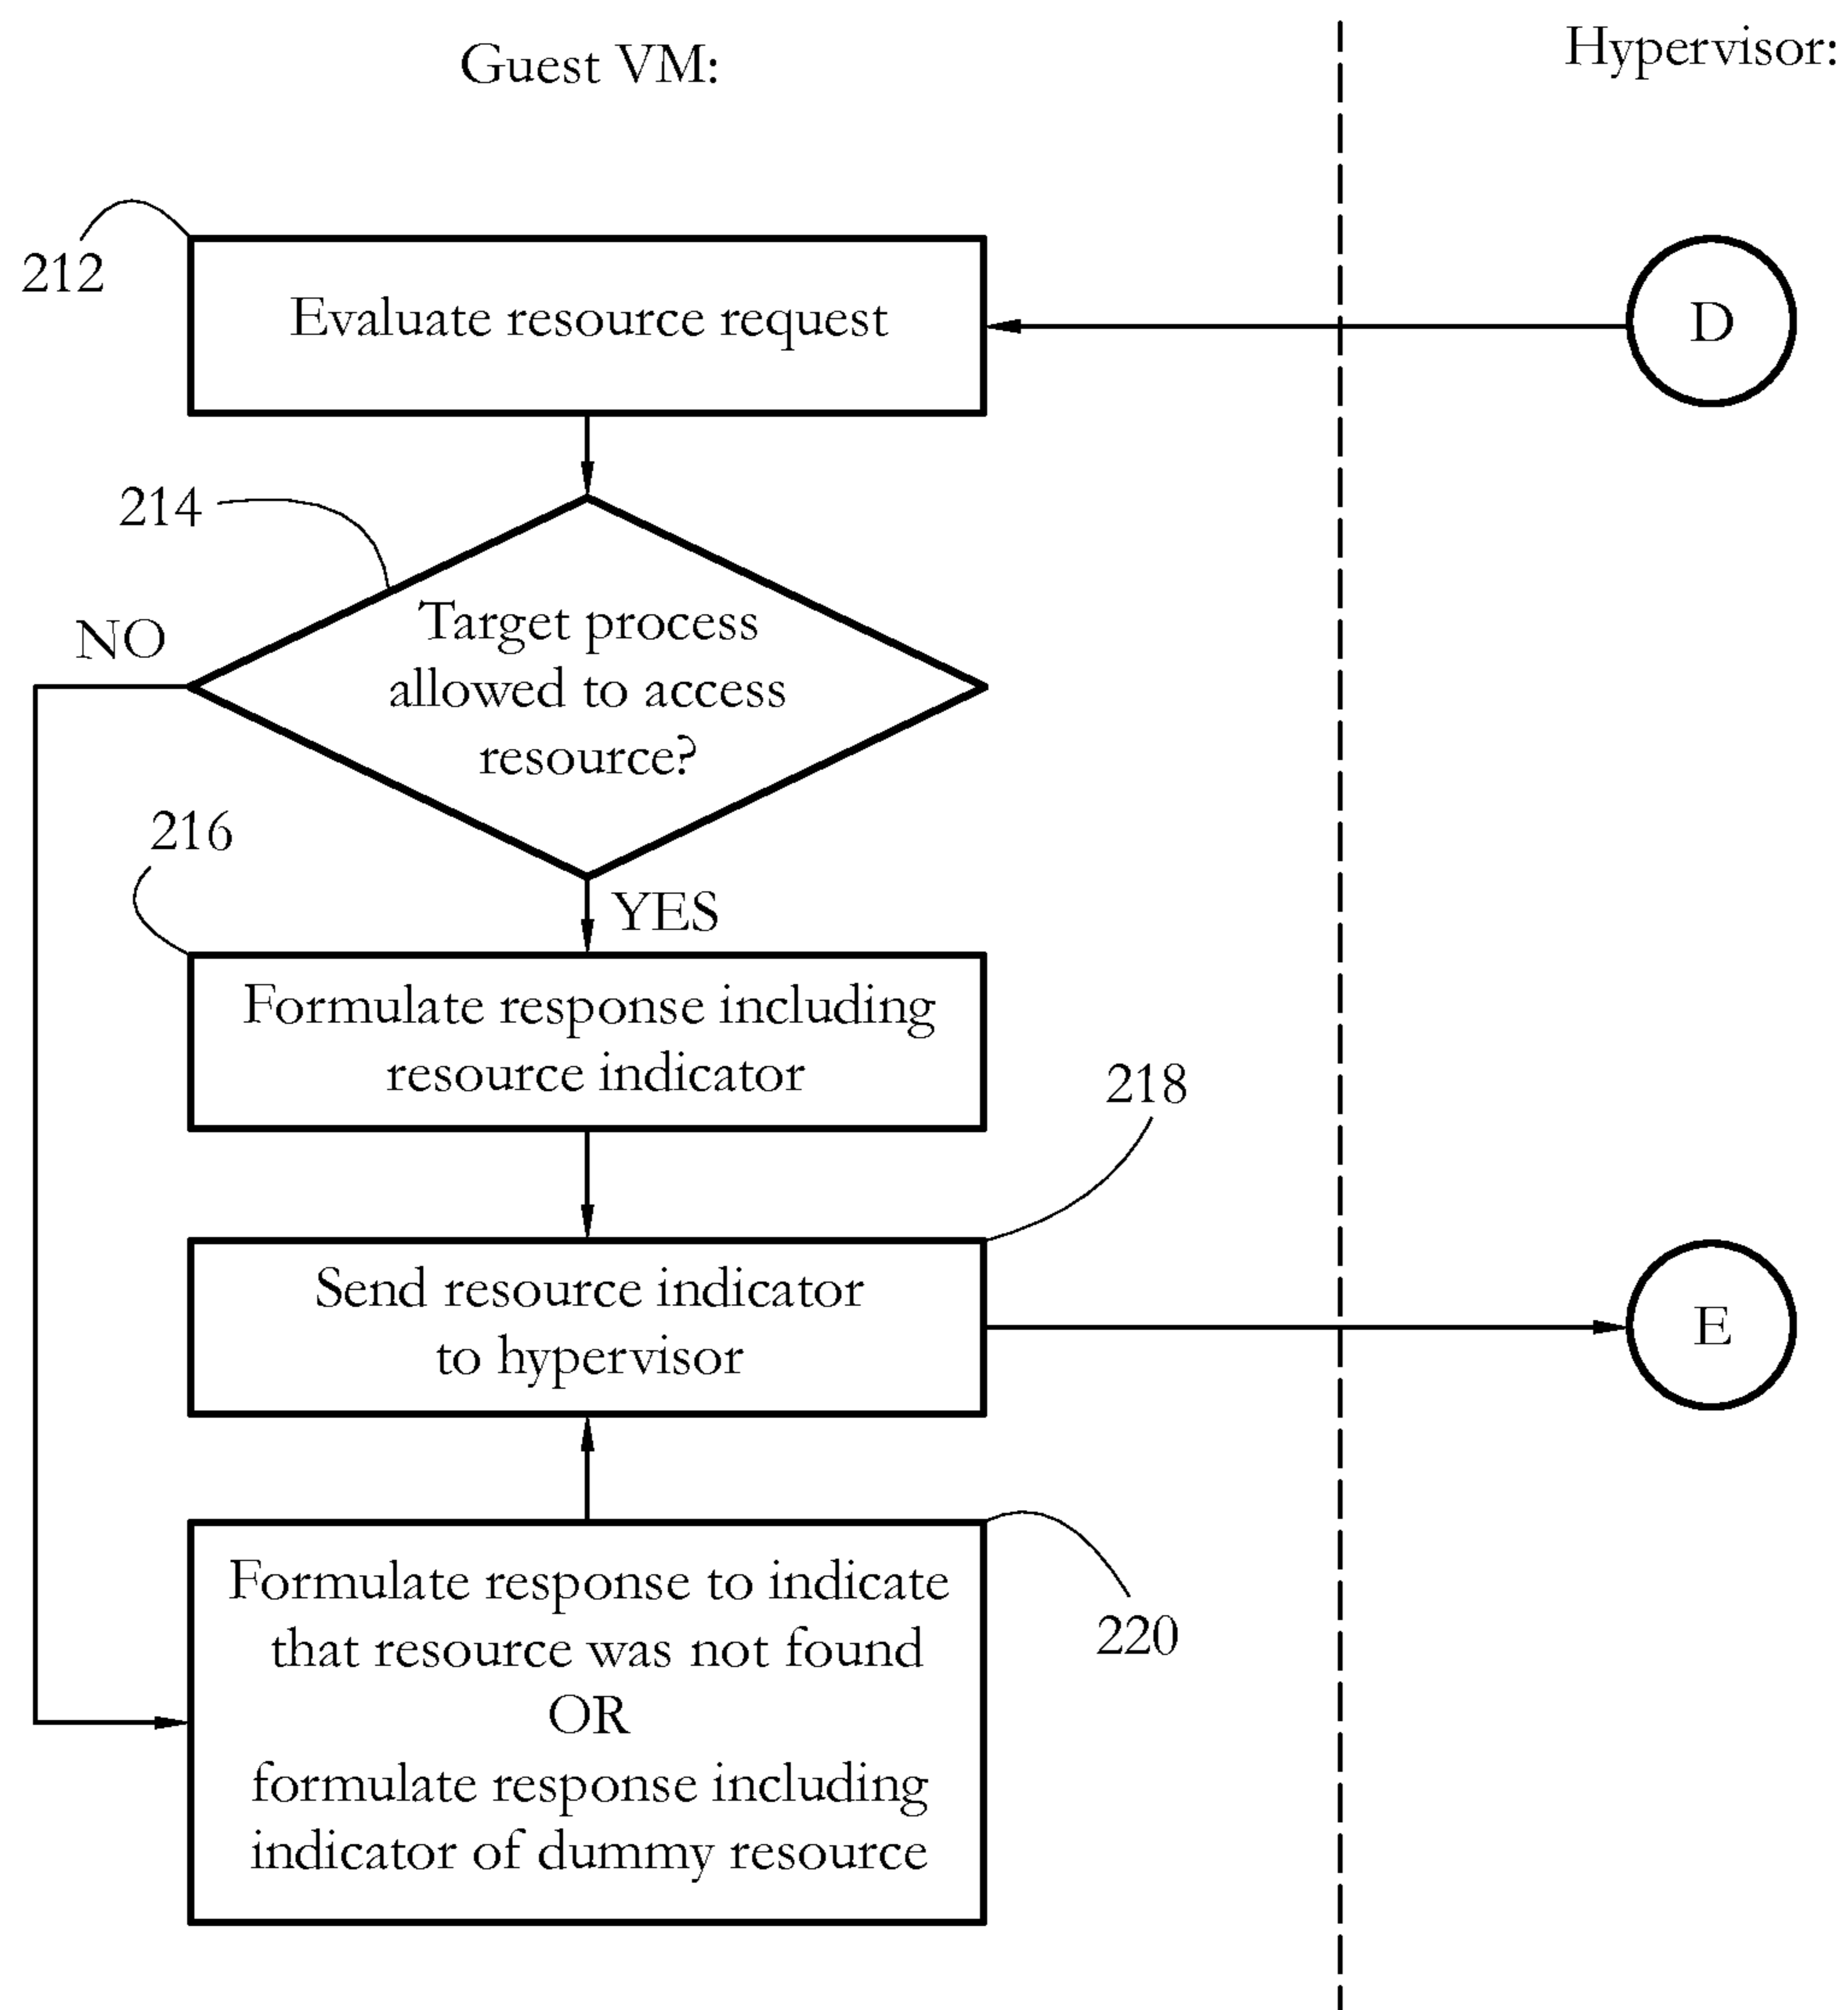 Guest VM:
Hypervisor:
212
Evaluate resource request
D
214
NO
Target process
allowed to access
resource?
216
YES
Formulate response including
resource indicator
218
Send resource indicator
to hypervisor
E
Formulate response to indicate
that resource was not found
OR
formulate response including
indicator of dummy resource
220